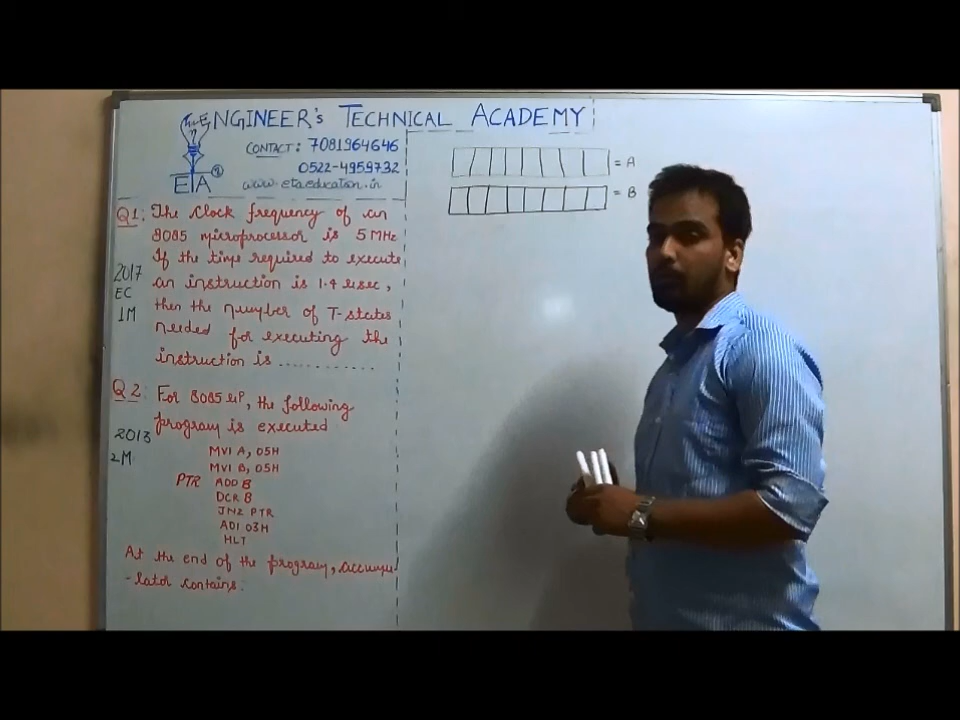 ENGINEER's TECHNICAL ACADEMY
CONTACT: 7081964646
0522-4959732
www.etaeducation.in
ETA
Q1: The clock frequency of an
8085 microprocessor is 5 MHz
If the time required to execute
an instruction is 1.4 μsec,
then the number of T-states
needed for executing the
instruction is ............
2017
EC
1M
Q2: For 8085 μP, the following
program is executed
2013
2M
MVI A, 05H
MVI B, 05H
PTR ADD B
DCR B
JNZ PTR
ADI 03H
HLT
At the end of the program, accumu-
-lator contains:
= A
= B